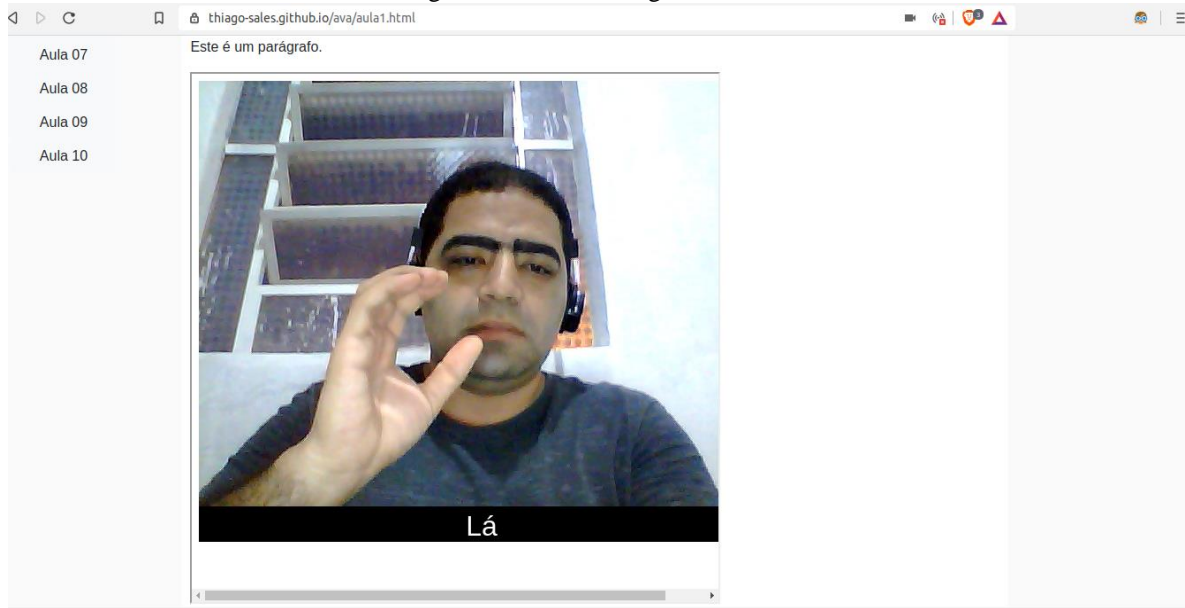 thiago-sales.github.io/ava/aula1.html
Aula 07
Aula 08
Aula 09
Aula 10
Este é um parágrafo.
Lá